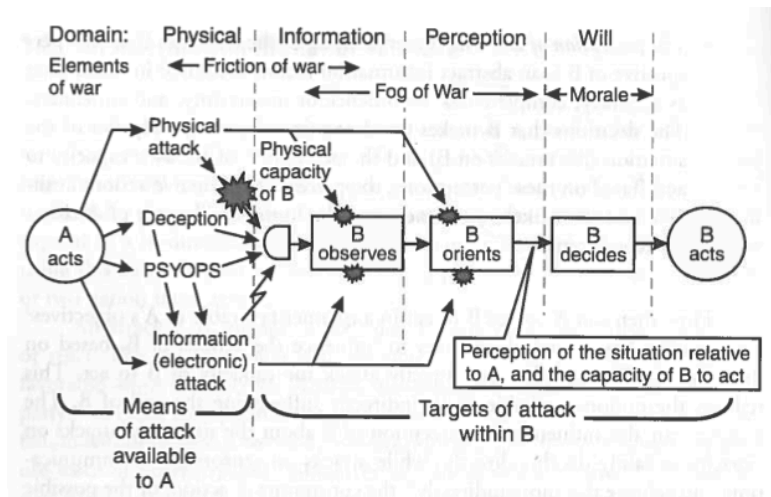 Domain: Physical Information Perception Will
Elements
of war
Friction of war
Fog of War
Morale
Physical
attack
Physical
capacity
of B
A
acts
Deception
PSYOPS
Information
(electronic)
attack
B
observes
B
orients
B
decides
B
acts
Perception of the situation relative
to A, and the capacity of B to act
Means
of attack
available
to A
Targets of attack
within B